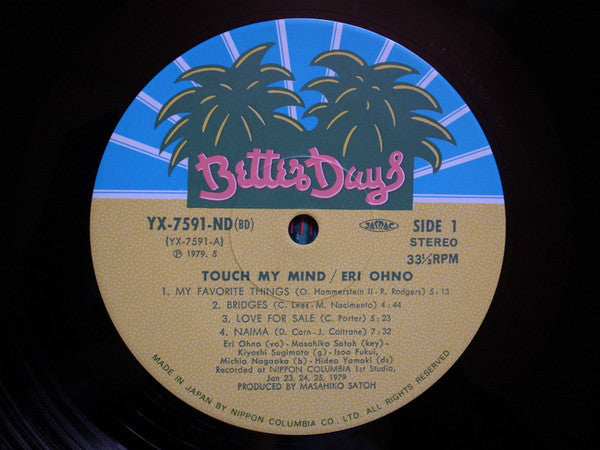 Better Days
YX-7591-ND(BD)
(YX-7591-A)
Ⓟ 1979. 5
JASRAC
SIDE 1
STEREO
33⅓RPM
TOUCH MY MIND / ERI OHNO
1. MY FAVORITE THINGS (O. Hammerstein II - R. Rodgers) 5:13
2. BRIDGES (C. Lees - M. Nacimento) 4:44
3. LOVE FOR SALE (C. Porter) 5:23
4. NAIMA (D. Carn - J. Coltrane) 7:32
Eri Ohno (vo) - Masahiko Satoh (key) -
Kiyoshi Sugimoto (g) - Isao Fukui,
Michio Nagaoka (b) - Hideo Yamaki (ds)
Recorded at NIPPON COLUMBIA 1st Studio,
Jan 23, 24, 25, 1979
PRODUCED BY MASAHIKO SATOH
MADE IN JAPAN BY NIPPON COLUMBIA CO., LTD. ALL RIGHTS RESERVED.